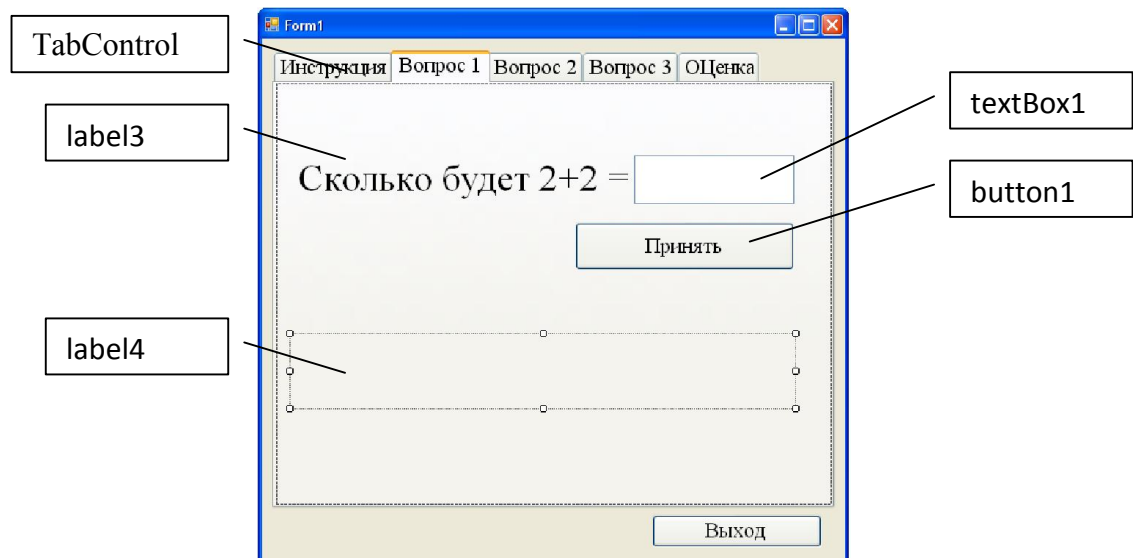 Form1
TabControl
Инструкция Вопрос 1 Вопрос 2 Вопрос 3 ОЦенка
textBox1
label3
Сколько будет 2+2 =
button1
Принять
label4
Выход